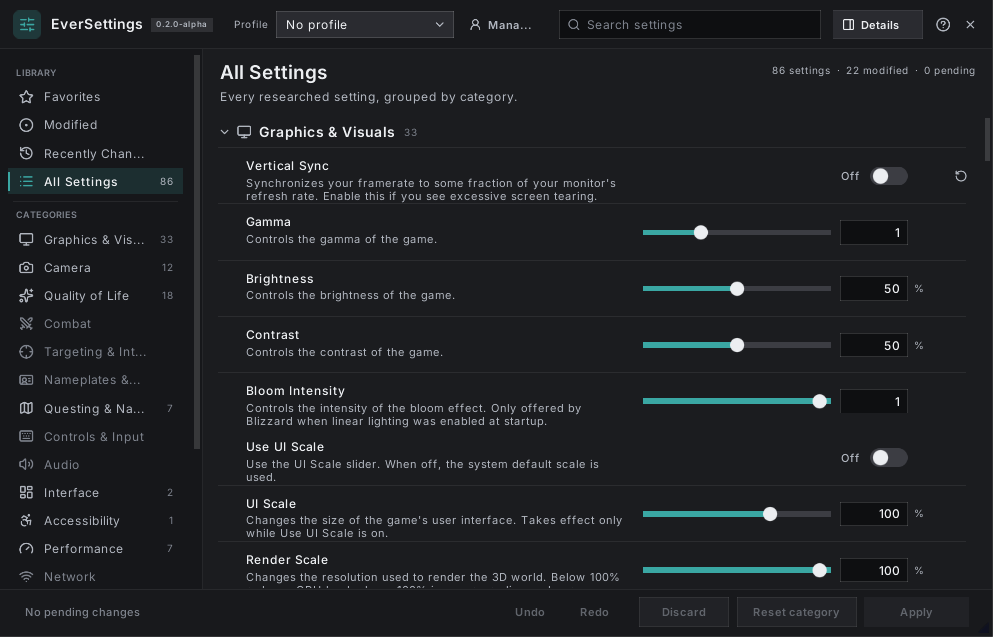 EverSettings 0.2.0-alpha Profile No profile Mana... Search settings Details
LIBRARY
Favorites
Modified
Recently Chan...
All Settings 86
CATEGORIES
Graphics & Vis... 33
Camera 12
Quality of Life 18
Combat
Targeting & Int...
Nameplates &...
Questing & Na... 7
Controls & Input
Audio
Interface 2
Accessibility 1
Performance 7
Network
All Settings
86 settings · 22 modified · 0 pending
Every researched setting, grouped by category.
Graphics & Visuals 33
Vertical Sync
Synchronizes your framerate to some fraction of your monitor's
refresh rate. Enable this if you see excessive screen tearing.
Off
Gamma
Controls the gamma of the game.
1
Brightness
Controls the brightness of the game.
50 %
Contrast
Controls the contrast of the game.
50 %
Bloom Intensity
Controls the intensity of the bloom effect. Only offered by
Blizzard when linear lighting was enabled at startup.
1
Use UI Scale
Use the UI Scale slider. When off, the system default scale is
used.
Off
UI Scale
Changes the size of the game's user interface. Takes effect only
while Use UI Scale is on.
100 %
Render Scale
Changes the resolution used to render the 3D world. Below 100%
100 %
No pending changes
Undo Redo Discard Reset category Apply